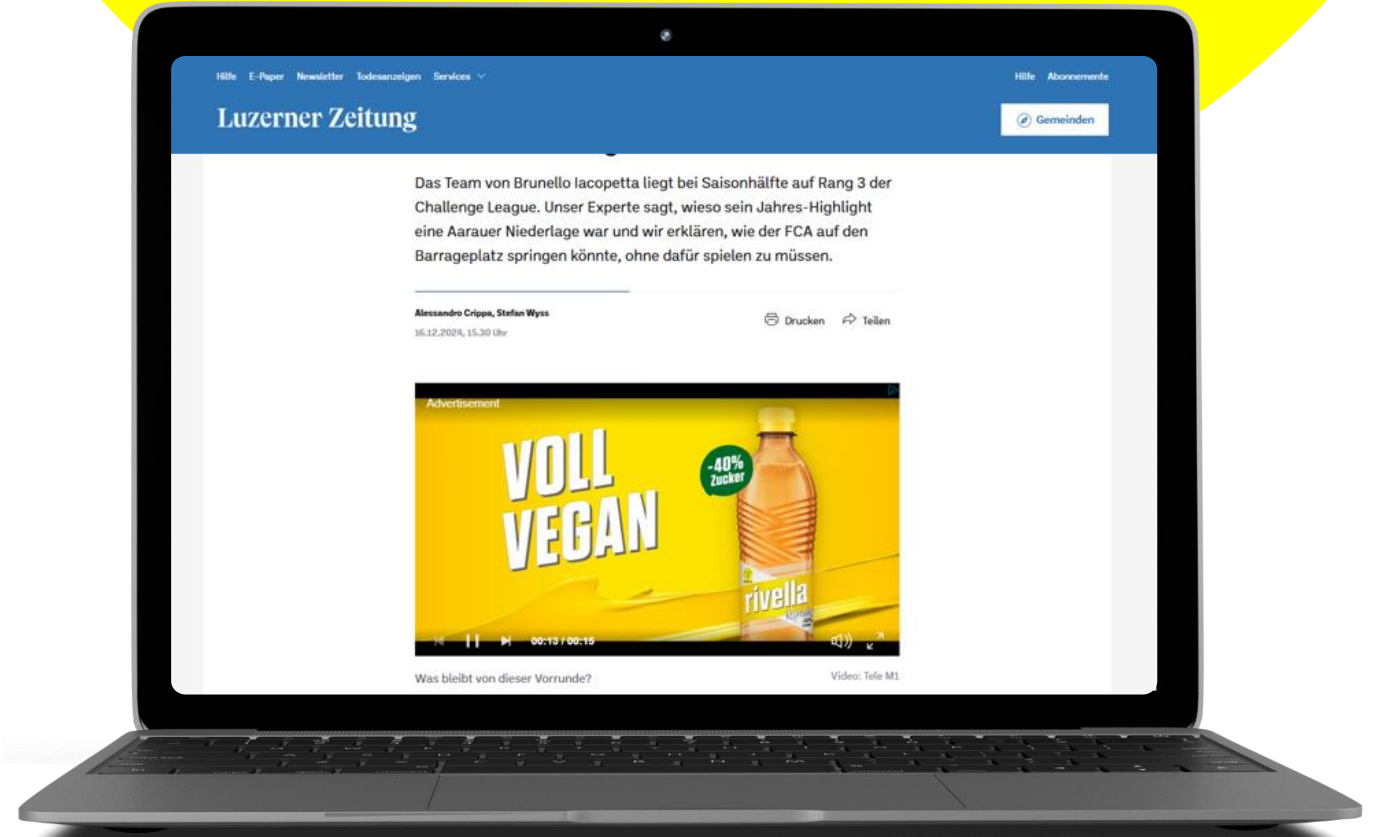 Hilfe E-Paper Newsletter Todesanzeigen Services
Hilfe Abonnemente
Luzerner Zeitung
Gemeinden
Das Team von Brunello Iacopetta liegt bei Saisonhälfte auf Rang 3 der
Challenge League. Unser Experte sagt, wieso sein Jahres-Highlight
eine Aarauer Niederlage war und wir erklären, wie der FCA auf den
Barrageplatz springen könnte, ohne dafür spielen zu müssen.
Alessandro Crippa, Stefan Wyss
16.12.2024, 15.30 Uhr
Drucken
Teilen
Advertisement
VOLL
VEGAN
-40%
Zucker
rivella
00:13 / 00:15
Was bleibt von dieser Vorrunde?
Video: Tele M1